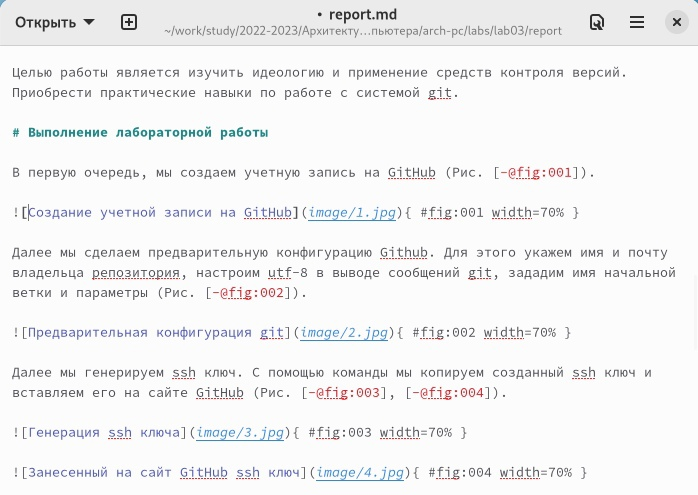 Открыть
• report.md
~/work/study/2022-2023/Архитекту…пьютера/arch-pc/labs/lab03/report
Целью работы является изучить идеологию и применение средств контроля версий.
Приобрести практические навыки по работе с системой git.
# Выполнение лабораторной работы
В первую очередь, мы создаем учетную запись на GitHub (Рис. [-@fig:001]).
![Создание учетной записи на GitHub](image/1.jpg){ #fig:001 width=70% }
Далее мы сделаем предварительную конфигурацию Github. Для этого укажем имя и почту
владельца репозитория, настроим utf-8 в выводе сообщений git, зададим имя начальной
ветки и параметры (Рис. [-@fig:002]).
![Предварительная конфигурация git](image/2.jpg){ #fig:002 width=70% }
Далее мы генерируем ssh ключ. С помощью команды мы копируем созданный ssh ключ и
вставляем его на сайте GitHub (Рис. [-@fig:003], [-@fig:004]).
![Генерация ssh ключа](image/3.jpg){ #fig:003 width=70% }
![Занесенный на сайт GitHub ssh ключ](image/4.jpg){ #fig:004 width=70% }